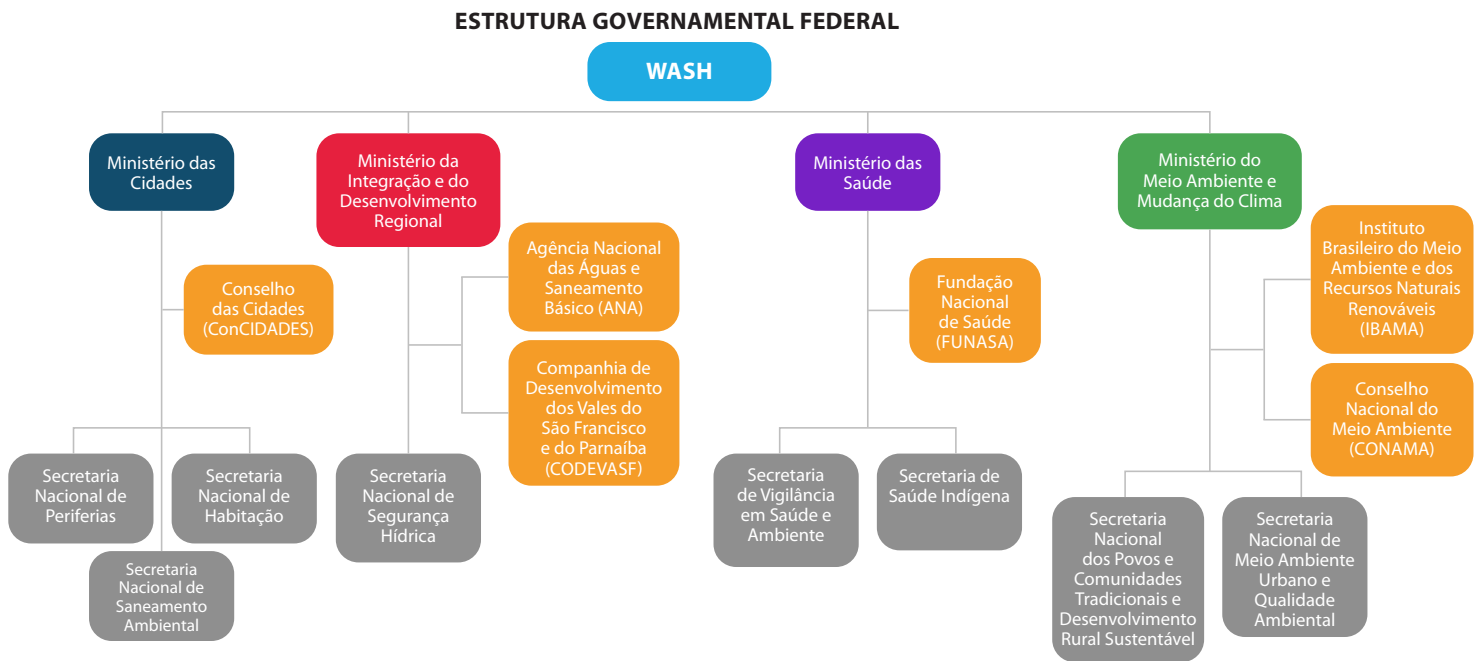 ESTRUTURA GOVERNAMENTAL FEDERAL
WASH
Ministério das
Cidades
Ministério da
Integração e do
Desenvolvimento
Regional
Ministério das
Saúde
Ministério do
Meio Ambiente e
Mudança do Clima
Conselho
das Cidades
(ConCIDADES)
Agência Nacional
das Águas e
Saneamento
Básico (ANA)
Companhia de
Desenvolvimento
dos Vales do
São Francisco
e do Parnaíba
(CODEVASF)
Fundação
Nacional
de Saúde
(FUNASA)
Instituto
Brasileiro do Meio
Ambiente e dos
Recursos Naturais
Renováveis
(IBAMA)
Conselho
Nacional do
Meio Ambiente
(CONAMA)
Secretaria
Nacional de
Periferias
Secretaria
Nacional de
Habitação
Secretaria
Nacional de
Saneamento
Ambiental
Secretaria
Nacional de
Segurança
Hídrica
Secretaria
de Vigilância
em Saúde e
Ambiente
Secretaria de
Saúde Indígena
Secretaria
Nacional
dos Povos e
Comunidades
Tradicionais e
Desenvolvimento
Rural Sustentável
Secretaria
Nacional de
Meio Ambiente
Urbano e
Qualidade
Ambiental